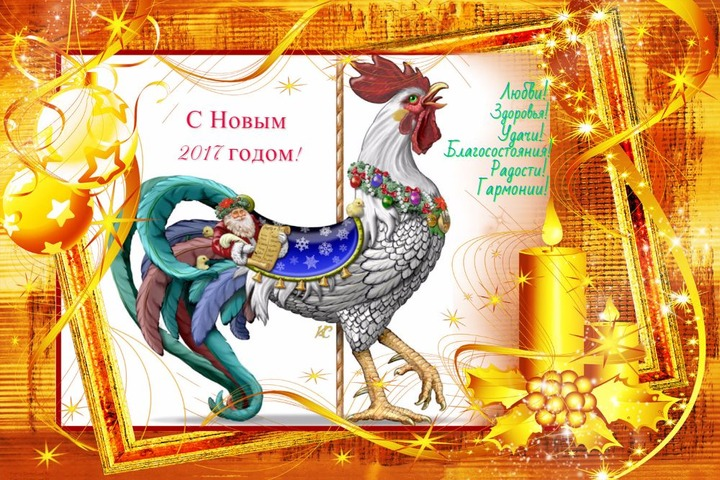 С Новым
2017 годом!
Любви!
Здоровья!
Удачи!
Благосостояния!
Радости!
Гармонии!